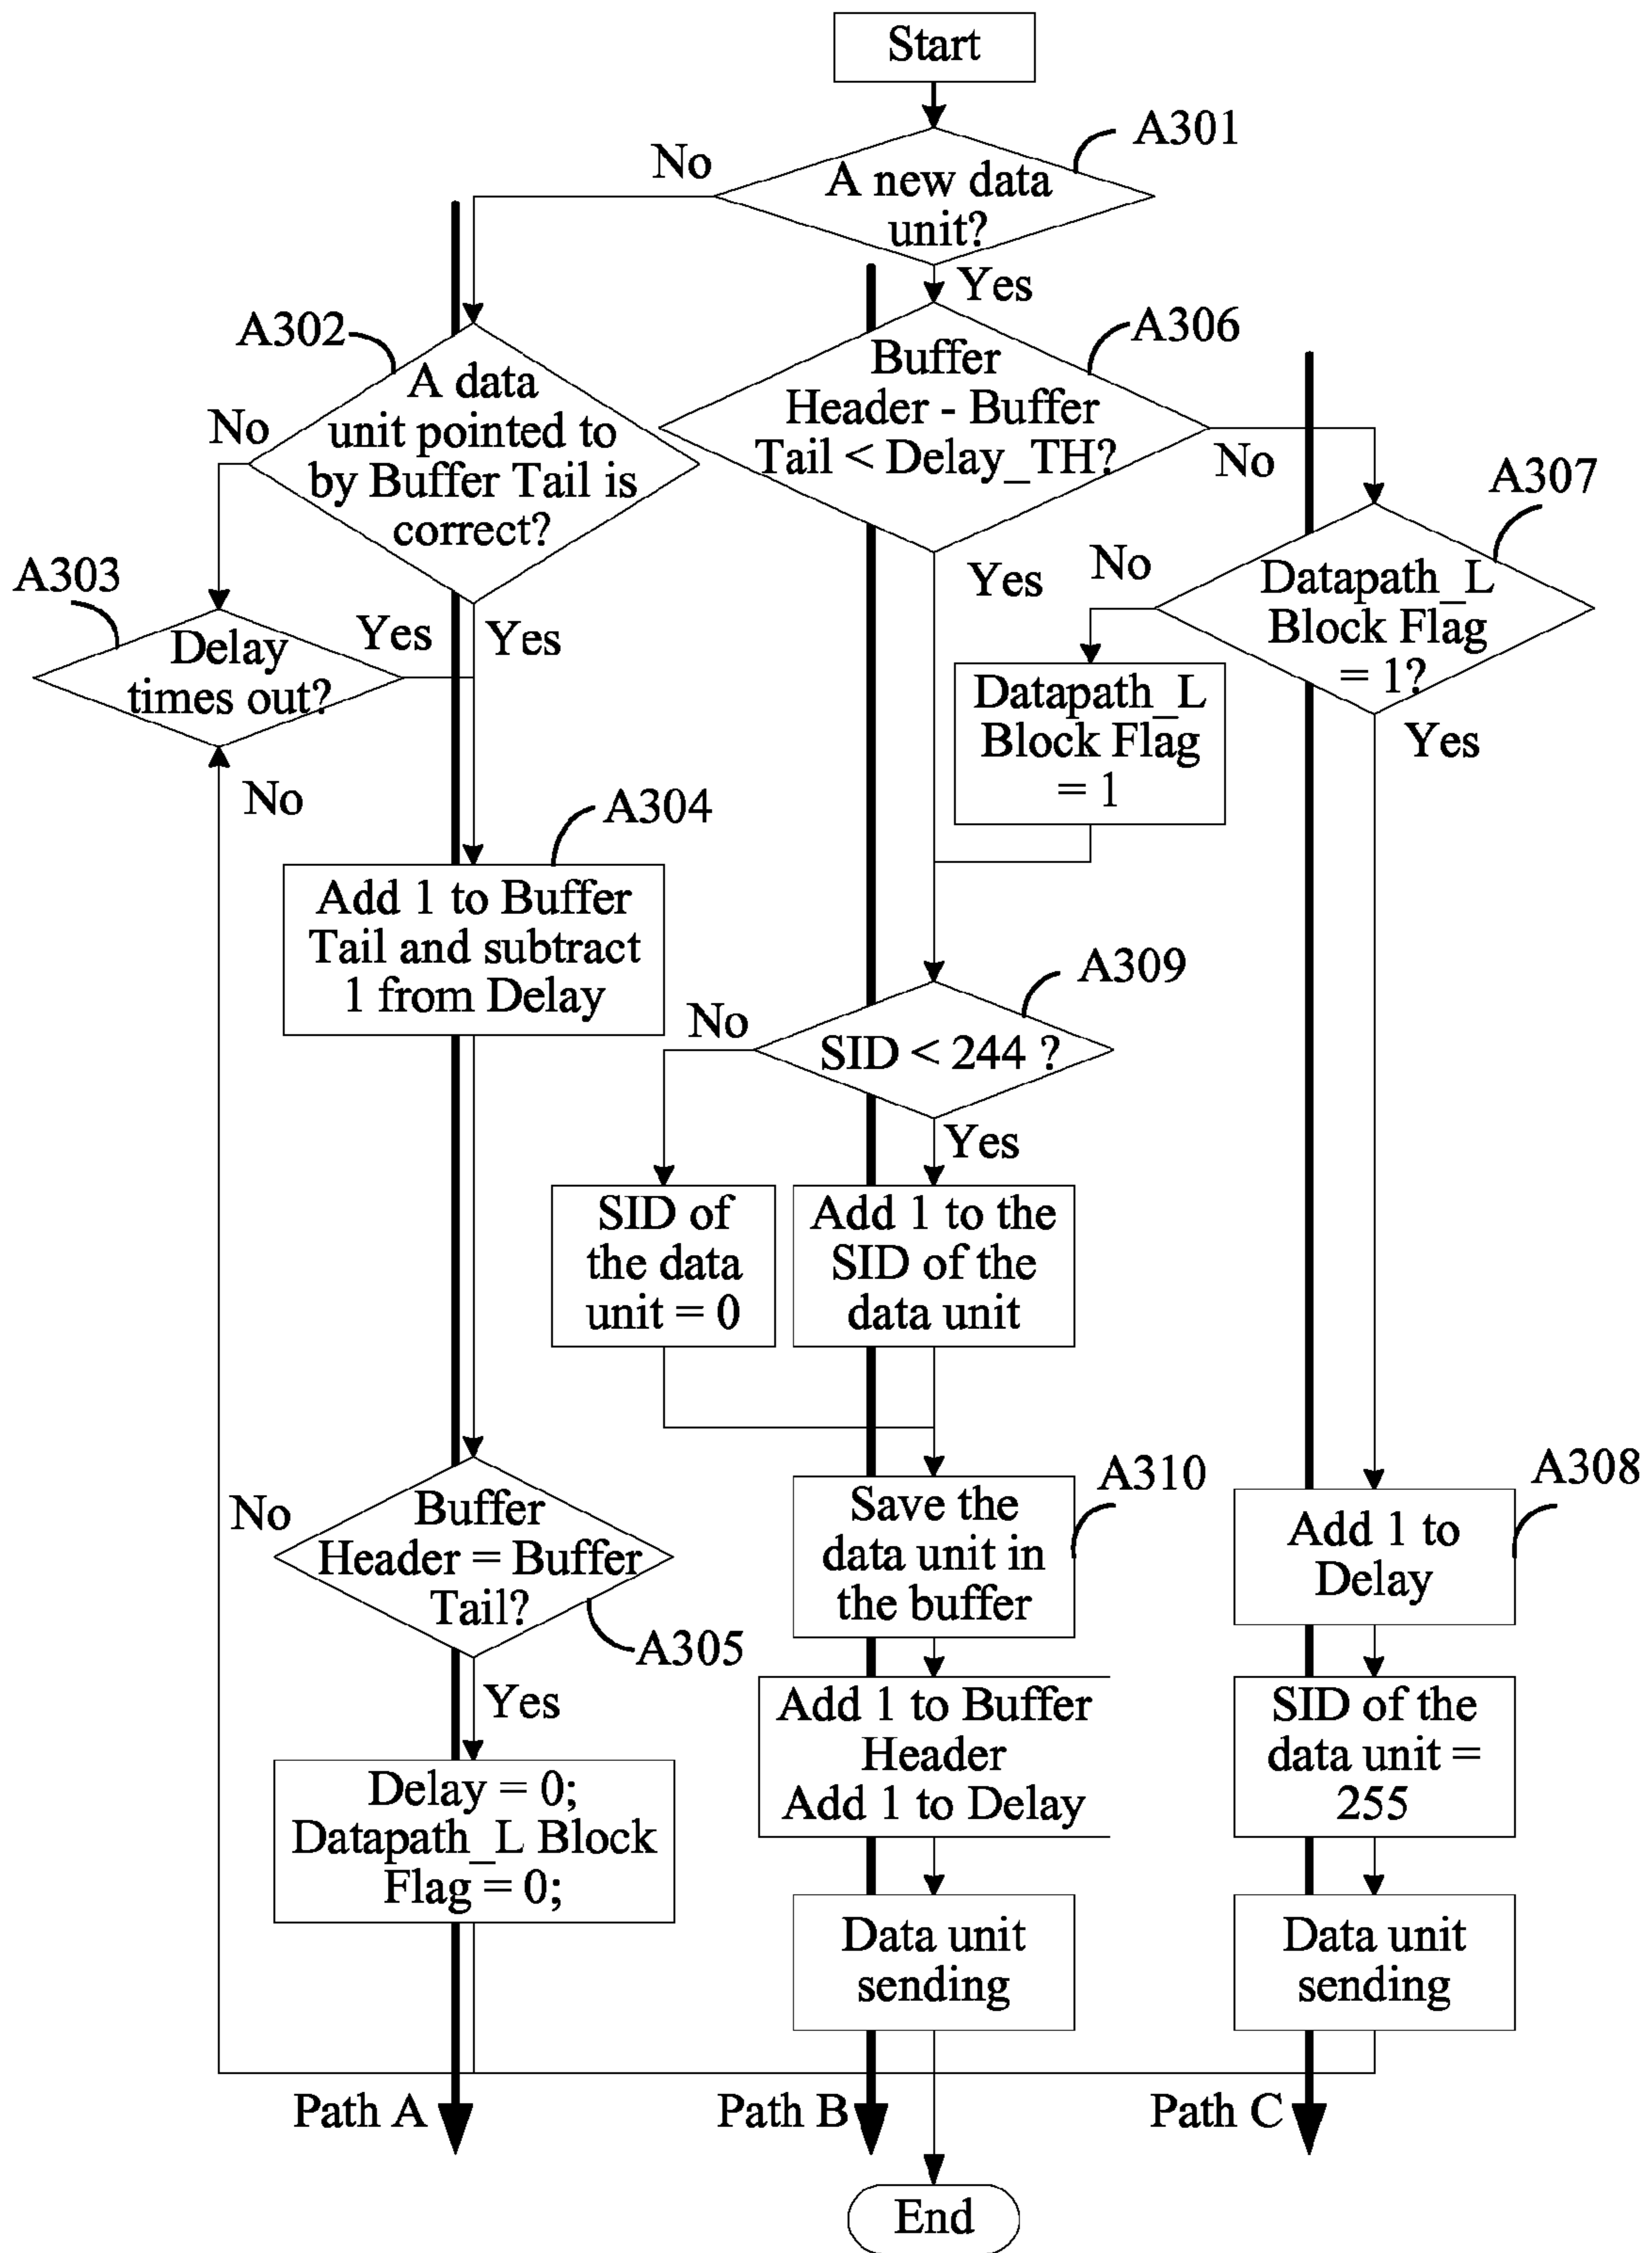 Start
A301
No
A new data
unit?
Yes
A302
A306
A data
unit pointed to
by Buffer Tail is
correct?
No
Buffer
Header - Buffer
Tail < Delay_TH?
No
A307
A303
Delay
times out?
Yes
Yes
Yes
No
Datapath_L
Block Flag
= 1?
Datapath_L
Block Flag
= 1
Yes
No
A304
Add 1 to Buffer
Tail and subtract
1 from Delay
A309
No
SID < 244 ?
Yes
SID of
the data
unit = 0
Add 1 to the
SID of the
data unit
No
Buffer
Header = Buffer
Tail?
A305
A310
Save the
data unit in
the buffer
A308
Add 1 to
Delay
Yes
Add 1 to Buffer
Header
Add 1 to Delay
SID of the
data unit =
255
Delay = 0;
Datapath_L Block
Flag = 0;
Data unit
sending
Data unit
sending
Path A
Path B
Path C
End